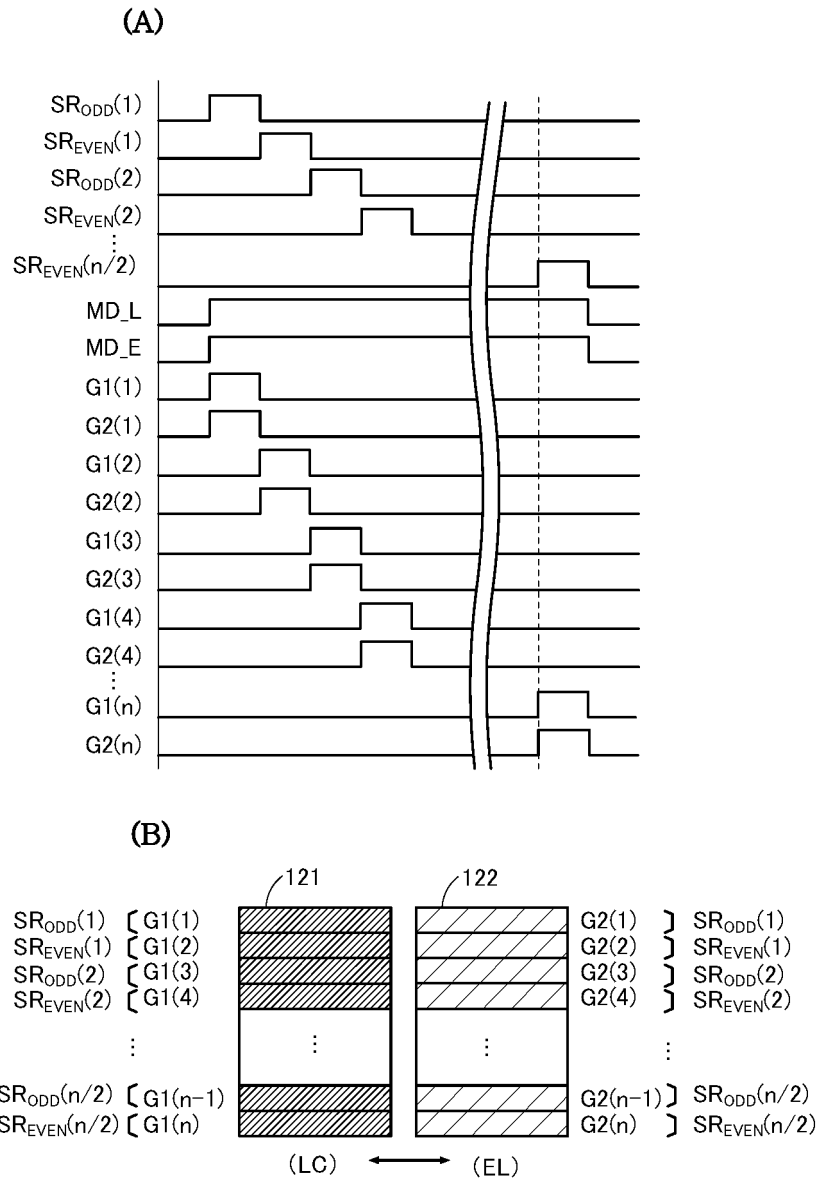 (A)
SR_ODD(1)
SR_EVEN(1)
SR_ODD(2)
SR_EVEN(2)
⋮
SR_EVEN(n/2)
MD_L
MD_E
G1(1)
G2(1)
G1(2)
G2(2)
G1(3)
G2(3)
G1(4)
G2(4)
⋮
G1(n)
G2(n)
(B)
121 122
SR_ODD(1) [ G1(1) G2(1) ] SR_ODD(1)
SR_EVEN(1) [ G1(2) G2(2) ] SR_EVEN(1)
SR_ODD(2) [ G1(3) G2(3) ] SR_ODD(2)
SR_EVEN(2) [ G1(4) G2(4) ] SR_EVEN(2)
⋮ ⋮ ⋮ ⋮
SR_ODD(n/2) [ G1(n-1) G2(n-1) ] SR_ODD(n/2)
SR_EVEN(n/2) [ G1(n) G2(n) ] SR_EVEN(n/2)
(LC) ↔ (EL)